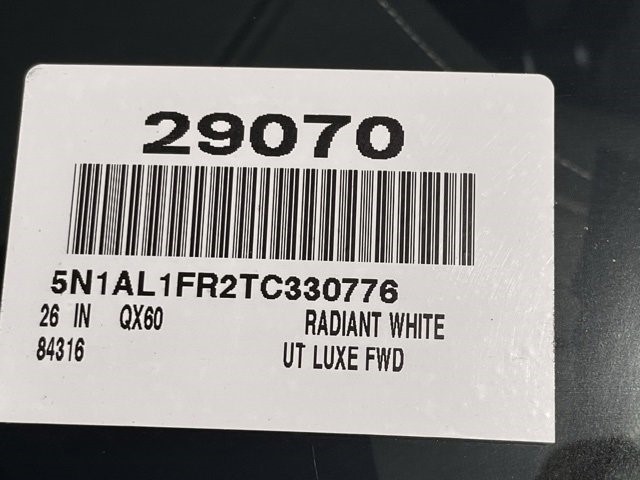 29070
5N1AL1FR2TC330776
26 IN QX60 RADIANT WHITE
84316 UT LUXE FWD